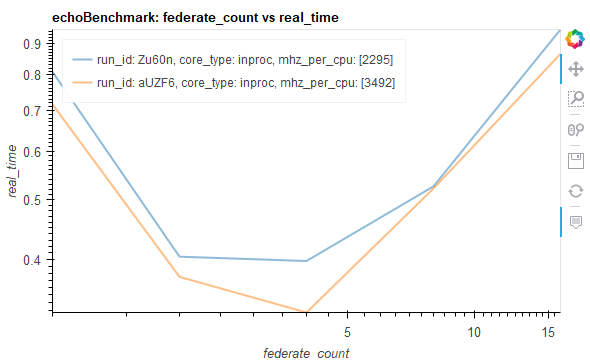 echoBenchmark: federate_count vs real_time
run_id: Zu60n, core_type: inproc, mhz_per_cpu: [2295]
run_id: aUZF6, core_type: inproc, mhz_per_cpu: [3492]
real_time
0.9
0.8
0.7
0.6
0.5
0.4
5
10
15
federate_count